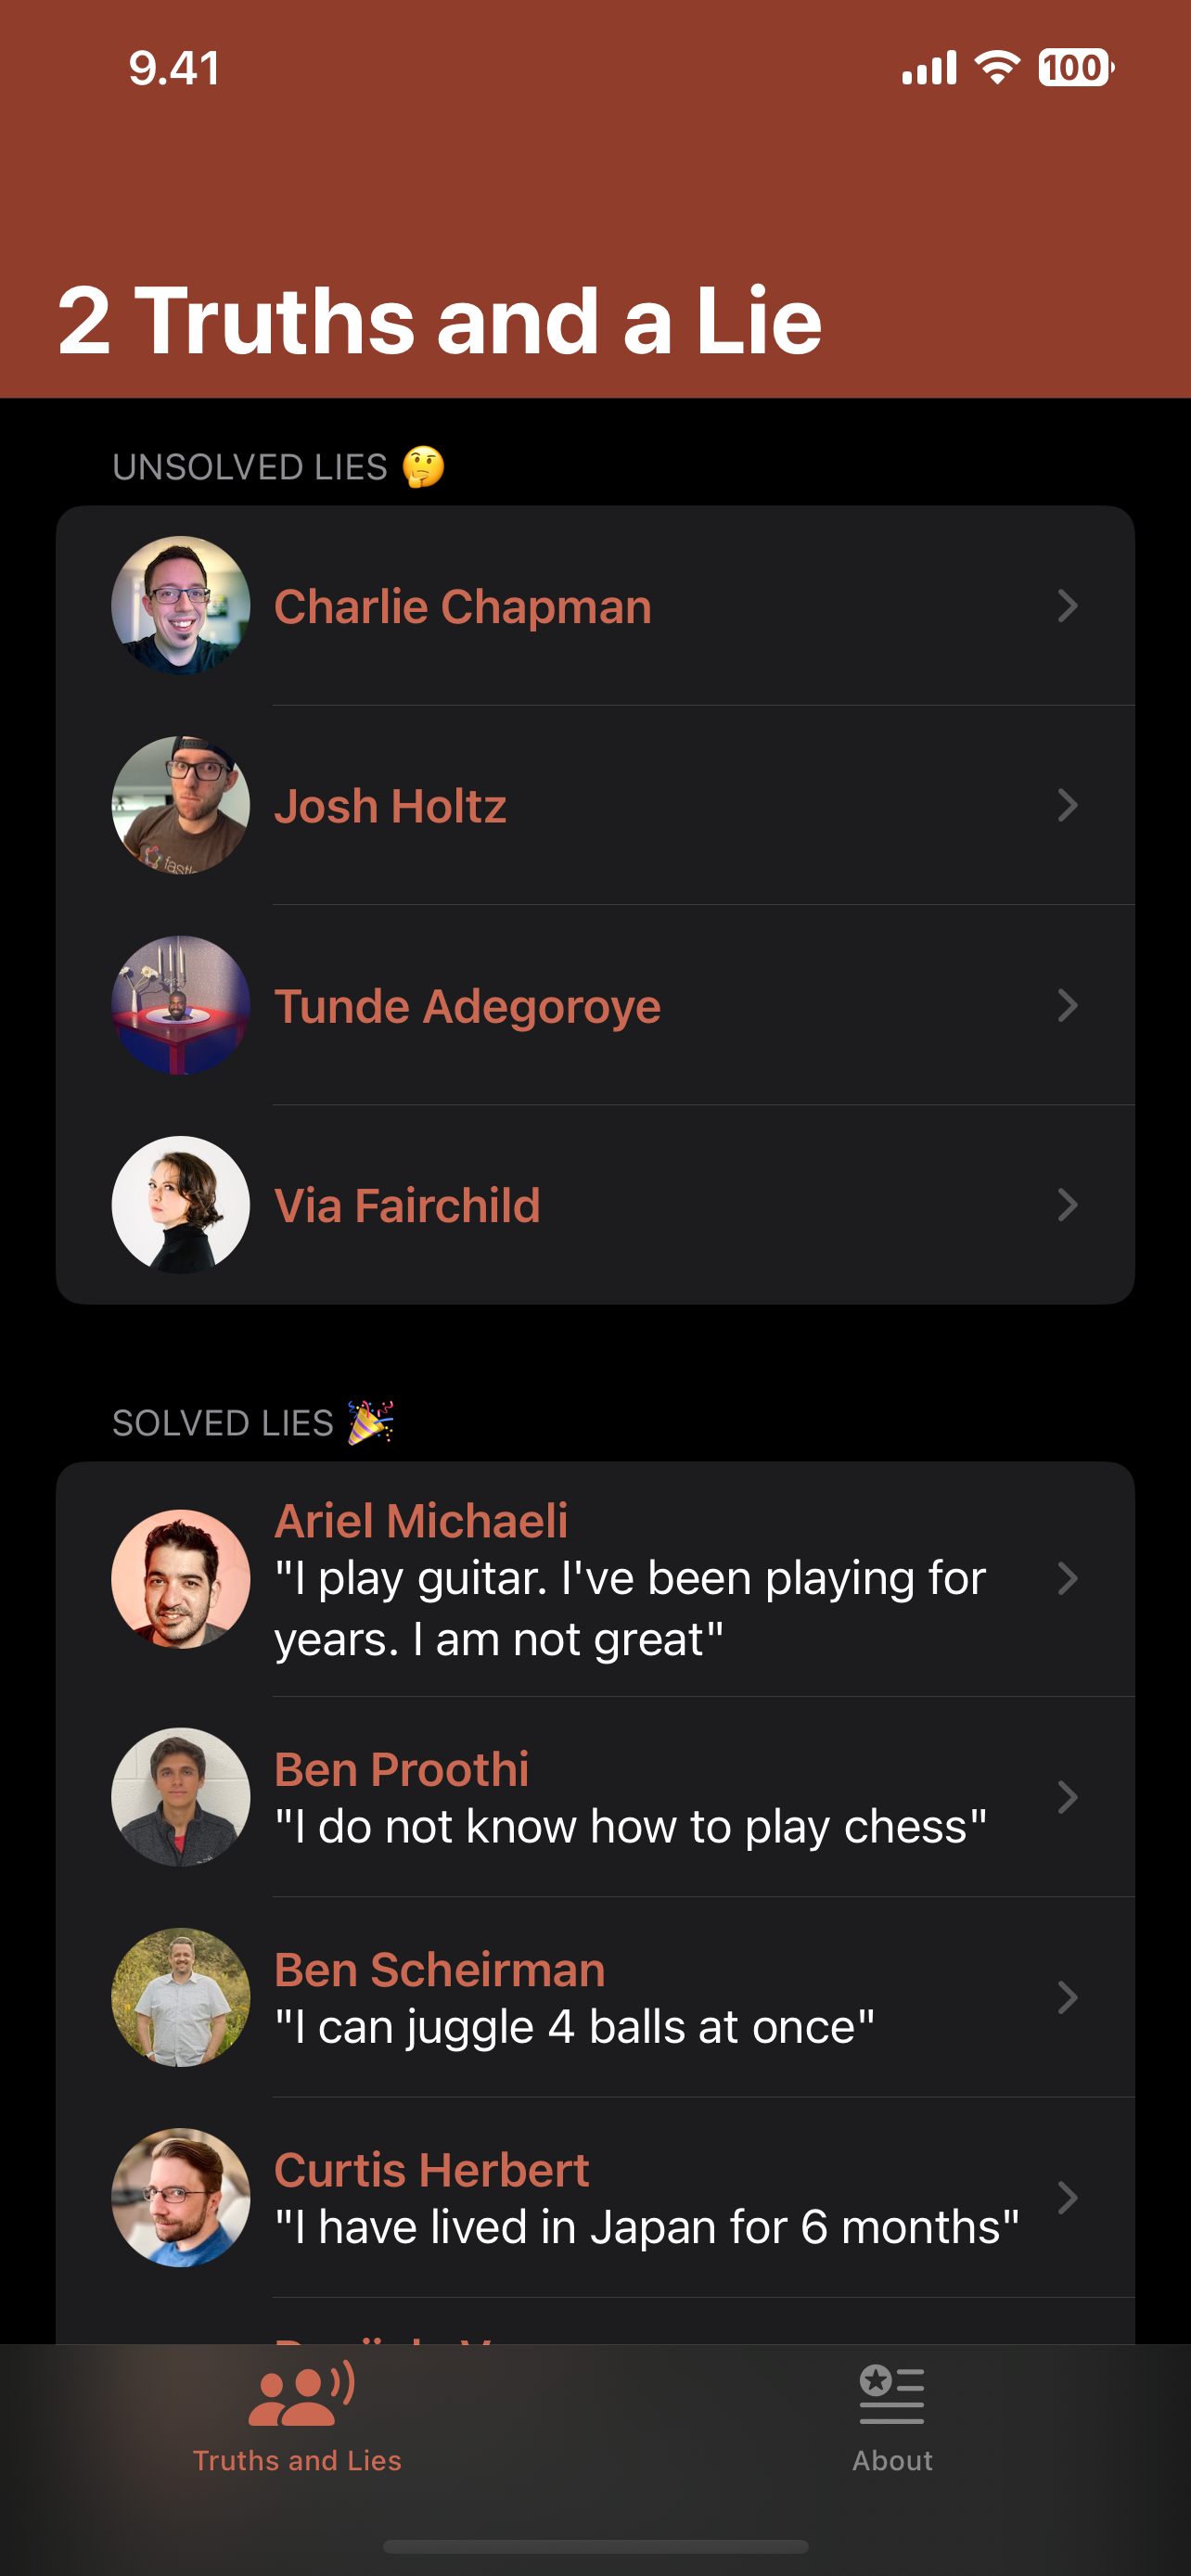 9.41
100
2 Truths and a Lie
UNSOLVED LIES 🤔
Charlie Chapman
Josh Holtz
Tunde Adegoroye
Via Fairchild
SOLVED LIES 🎉
Ariel Michaeli
"I play guitar. I've been playing for
years. I am not great"
Ben Proothi
"I do not know how to play chess"
Ben Scheirman
"I can juggle 4 balls at once"
Curtis Herbert
"I have lived in Japan for 6 months"
Truths and Lies
About